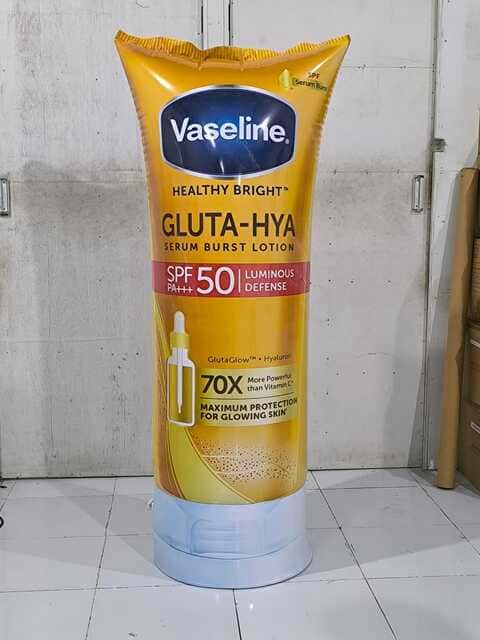 SPF
Serum Burst
Vaseline
HEALTHY BRIGHT™
GLUTA-HYA
SERUM BURST LOTION
SPF 50
PA+++
LUMINOUS
DEFENSE
GlutaGlow™ • Hyaluron
70X
More Powerful
than Vitamin C*
MAXIMUM PROTECTION
FOR GLOWING SKIN*